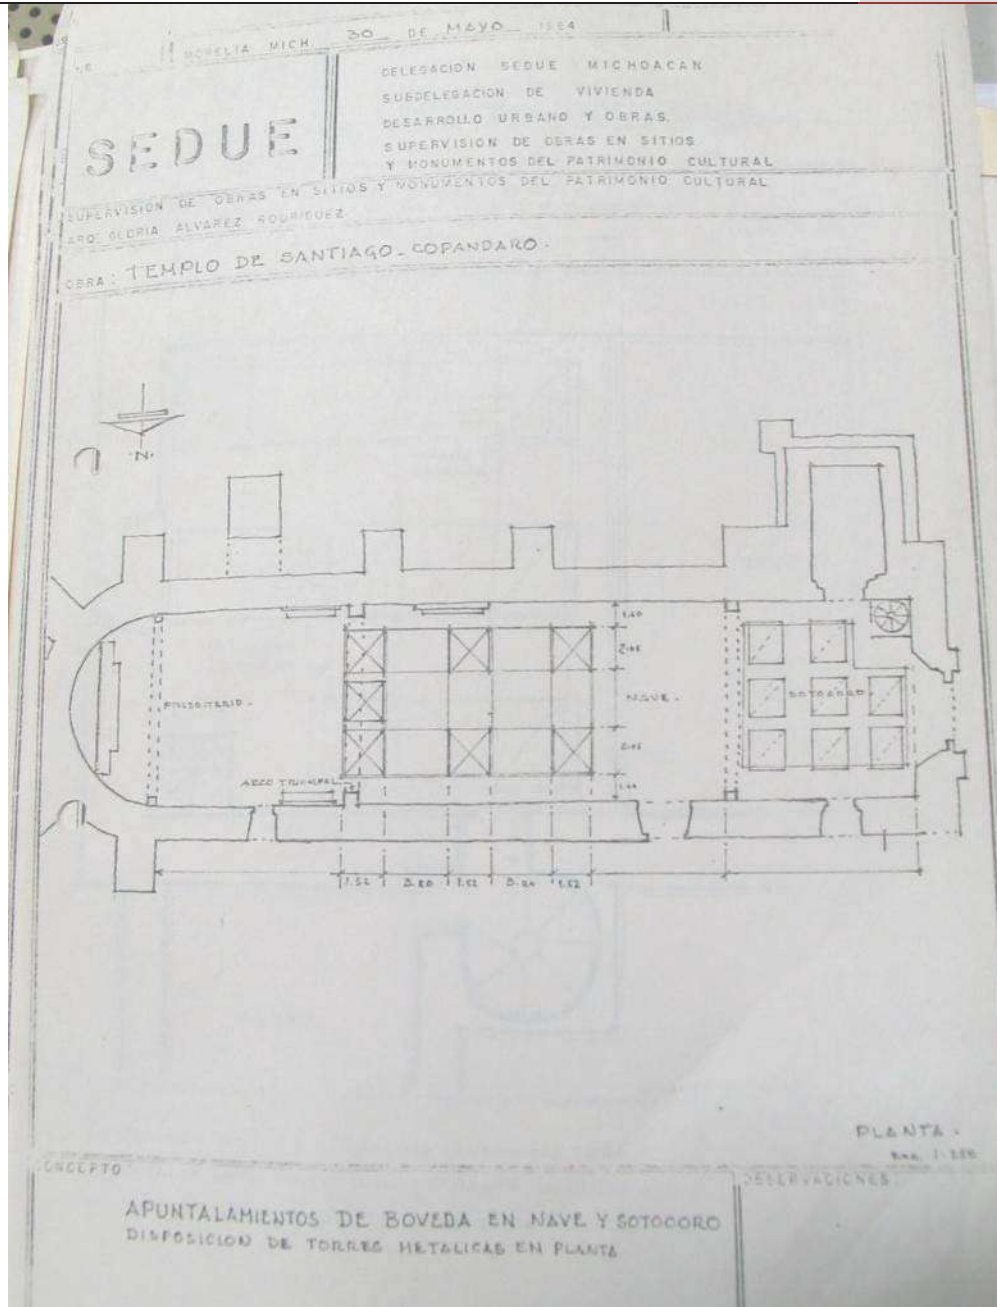 MORELIA MICH 30 DE MAYO 1984
SEDUE
DELEGACION SEDUE MICHOACAN
SUBDELEGACION DE VIVIENDA
DESARROLLO URBANO Y OBRAS.
SUPERVISION DE OBRAS EN SITIOS
Y MONUMENTOS DEL PATRIMONIO CULTURAL
SUPERVISION DE OBRAS EN SITIOS Y MONUMENTOS DEL PATRIMONIO CULTURAL
ARQ. GLORIA ALVAREZ RODRIGUEZ
OBRA: TEMPLO DE SANTIAGO-COPANDARO.
N
1.40
2.05
NAVE.
SOTOCORO.
2.05
ARCO TRIUNFAL
1.52
1.52
1.52
PLANTA.
CONCEPTO
OBSERVACIONES:
APUNTALAMIENTOS DE BOVEDA EN NAVE Y SOTOCORO
DISPOSICION DE TORRES METALICAS EN PLANTA